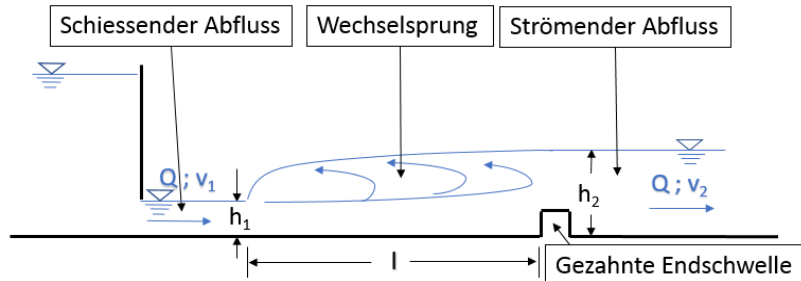 Schiessender Abfluss
Wechselsprung
Strömender Abfluss
Q ; v₁
h₁
h₂
Q ; v₂
l
Gezahnte Endschwelle